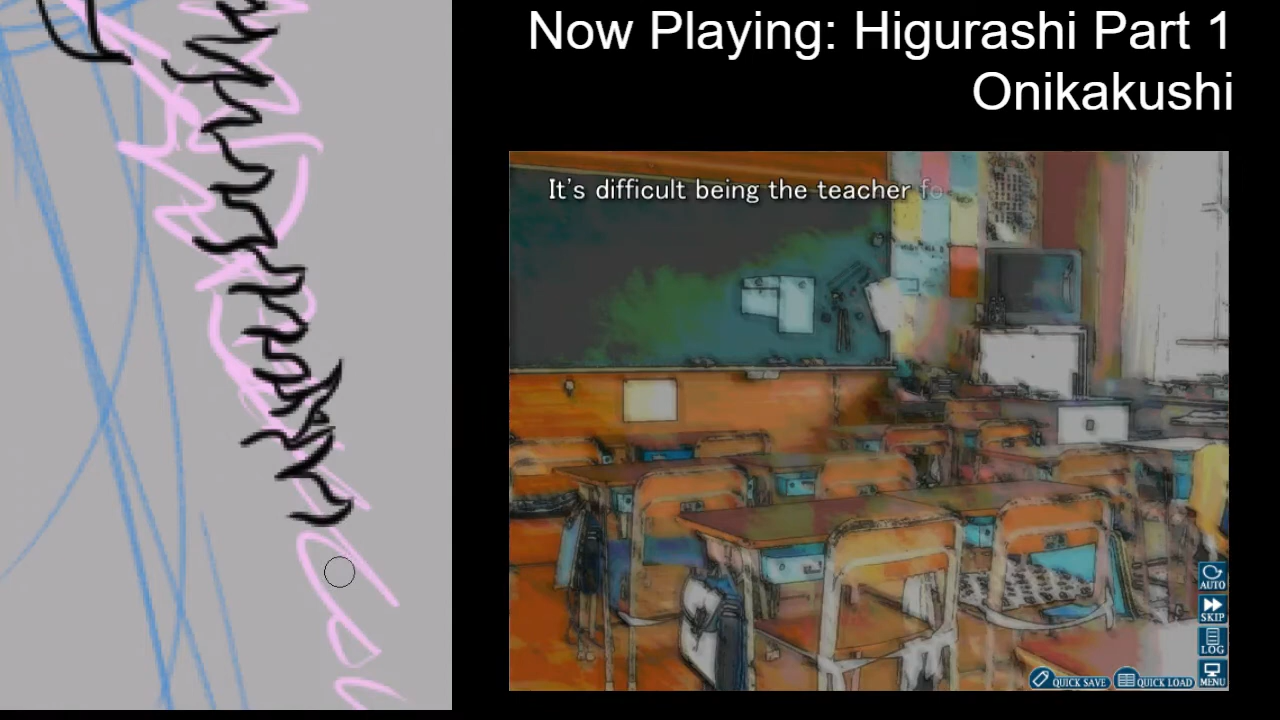 Now Playing: Higurashi Part 1
Onikakushi
It's difficult being the teacher fo
AUTO
SKIP
LOG
MENU
QUICK SAVE
QUICK LOAD